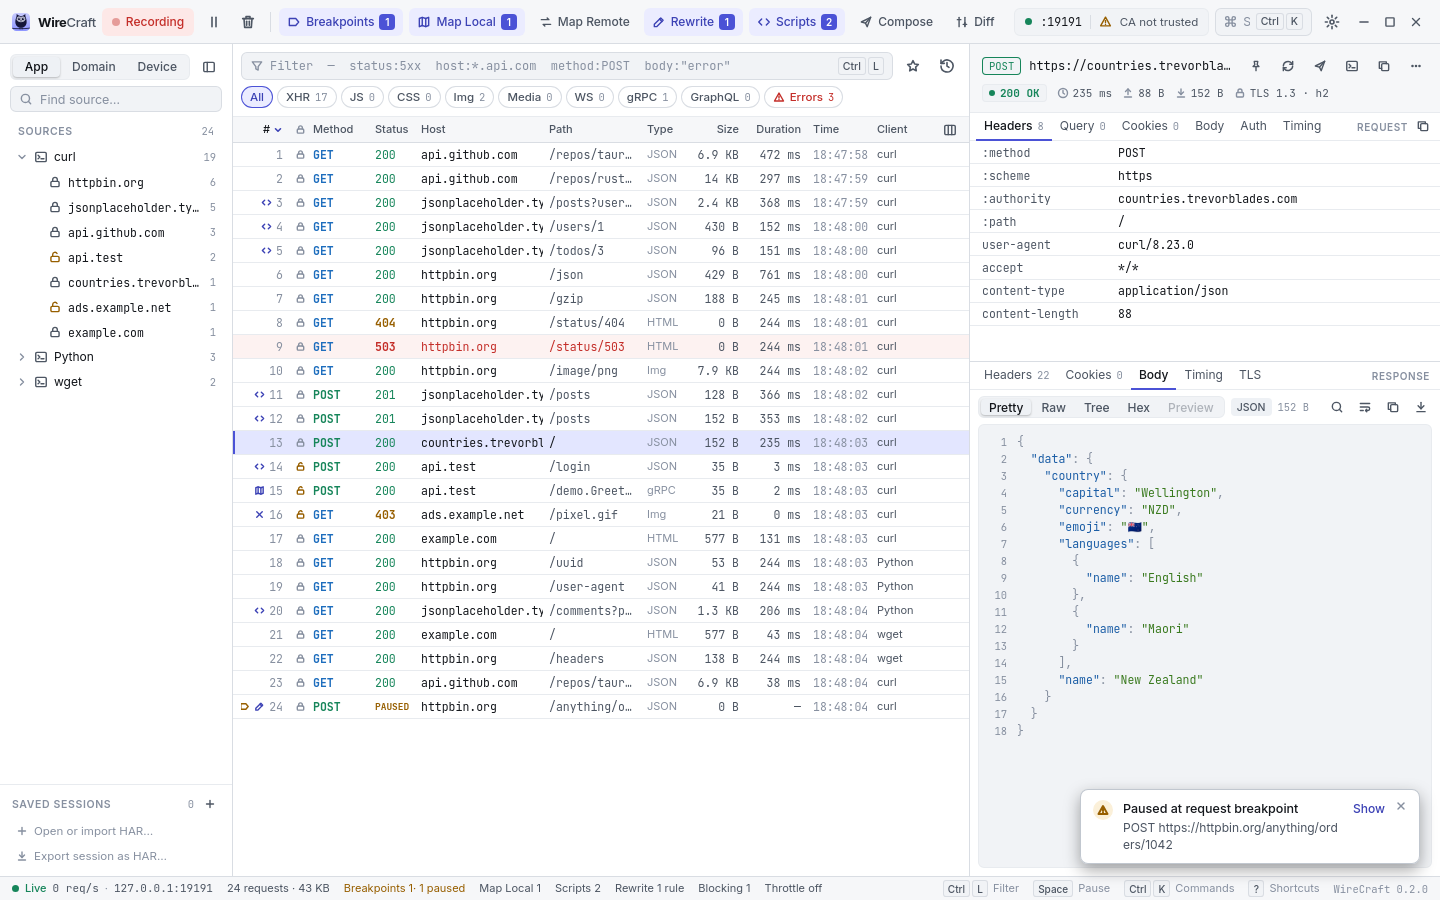 WireCraft Recording Breakpoints 1 Map Local 1 Map Remote Rewrite 1 Scripts 2 Compose Diff :19191 CA not trusted ⌘ S Ctrl K
App Domain Device
Find source...
SOURCES 24
curl 19
httpbin.org 6
jsonplaceholder.ty… 5
api.github.com 3
api.test 2
countries.trevorbl… 1
ads.example.net 1
example.com 1
Python 3
wget 2
SAVED SESSIONS 0 +
Open or import HAR...
Export session as HAR...
Filter — status:5xx host:*.api.com method:POST body:"error" Ctrl L
All XHR 17 JS 0 CSS 0 Img 2 Media 0 WS 0 gRPC 1 GraphQL 0 Errors 3
# Method Status Host Path Type Size Duration Time Client
1 GET 200 api.github.com /repos/taur… JSON 6.9 KB 472 ms 18:47:58 curl
2 GET 200 api.github.com /repos/rust… JSON 14 KB 297 ms 18:47:59 curl
3 GET 200 jsonplaceholder.ty /posts?user… JSON 2.4 KB 368 ms 18:47:59 curl
4 GET 200 jsonplaceholder.ty /users/1 JSON 430 B 152 ms 18:48:00 curl
5 GET 200 jsonplaceholder.ty /todos/3 JSON 96 B 151 ms 18:48:00 curl
6 GET 200 httpbin.org /json JSON 429 B 761 ms 18:48:00 curl
7 GET 200 httpbin.org /gzip JSON 188 B 245 ms 18:48:01 curl
8 GET 404 httpbin.org /status/404 HTML 0 B 244 ms 18:48:01 curl
9 GET 503 httpbin.org /status/503 HTML 0 B 244 ms 18:48:01 curl
10 GET 200 httpbin.org /image/png Img 7.9 KB 244 ms 18:48:02 curl
11 POST 201 jsonplaceholder.ty /posts JSON 128 B 366 ms 18:48:02 curl
12 POST 201 jsonplaceholder.ty /posts JSON 152 B 353 ms 18:48:02 curl
13 POST 200 countries.trevorbl / JSON 152 B 235 ms 18:48:03 curl
14 POST 200 api.test /login JSON 35 B 3 ms 18:48:03 curl
15 POST 200 api.test /demo.Greet… gRPC 35 B 2 ms 18:48:03 curl
16 GET 403 ads.example.net /pixel.gif Img 21 B 0 ms 18:48:03 curl
17 GET 200 example.com / HTML 577 B 131 ms 18:48:03 curl
18 GET 200 httpbin.org /uuid JSON 53 B 244 ms 18:48:03 Python
19 GET 200 httpbin.org /user-agent JSON 41 B 244 ms 18:48:03 Python
20 GET 200 jsonplaceholder.ty /comments?p… JSON 1.3 KB 206 ms 18:48:04 Python
21 GET 200 example.com / HTML 577 B 43 ms 18:48:04 wget
22 GET 200 httpbin.org /headers JSON 138 B 244 ms 18:48:04 wget
23 GET 200 api.github.com /repos/taur… JSON 6.9 KB 38 ms 18:48:04 curl
24 POST PAUSED httpbin.org /anything/o… JSON 0 B — 18:48:04 curl
POST https://countries.trevorbla…
200 OK 235 ms 88 B 152 B TLS 1.3 · h2
Headers 8 Query 0 Cookies 0 Body Auth Timing REQUEST
:method POST
:scheme https
:authority countries.trevorblades.com
:path /
user-agent curl/8.23.0
accept */*
content-type application/json
content-length 88
Headers 22 Cookies 0 Body Timing TLS RESPONSE
Pretty Raw Tree Hex Preview JSON 152 B
1 {
2 "data": {
3 "country": {
4 "capital": "Wellington",
5 "currency": "NZD",
6 "emoji": "🇳🇿",
7 "languages": [
8 {
9 "name": "English"
10 },
11 {
12 "name": "Maori"
13 }
14 ],
15 "name": "New Zealand"
16 }
17 }
18 }
Paused at request breakpoint Show
POST https://httpbin.org/anything/ord
ers/1042
Live 0 req/s · 127.0.0.1:19191 24 requests · 43 KB Breakpoints 1 · 1 paused Map Local 1 Scripts 2 Rewrite 1 rule Blocking 1 Throttle off Ctrl L Filter Space Pause Ctrl K Commands ? Shortcuts WireCraft 0.2.0